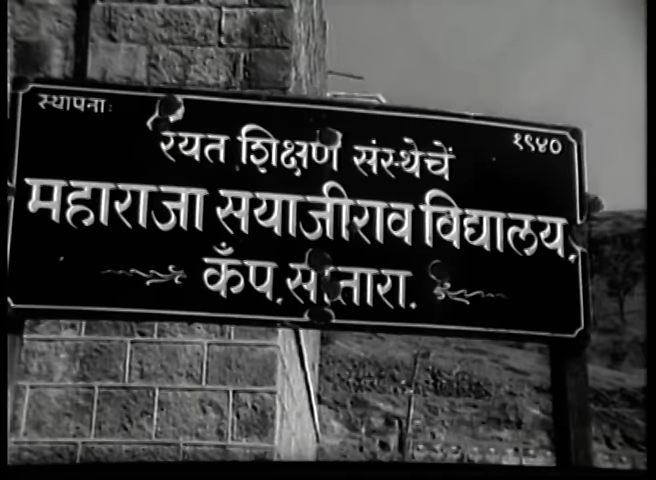 स्थापना: १९४०
रयत शिक्षण संस्थेचें
महाराजा सयाजीराव विद्यालय,
कँप.सातारा.